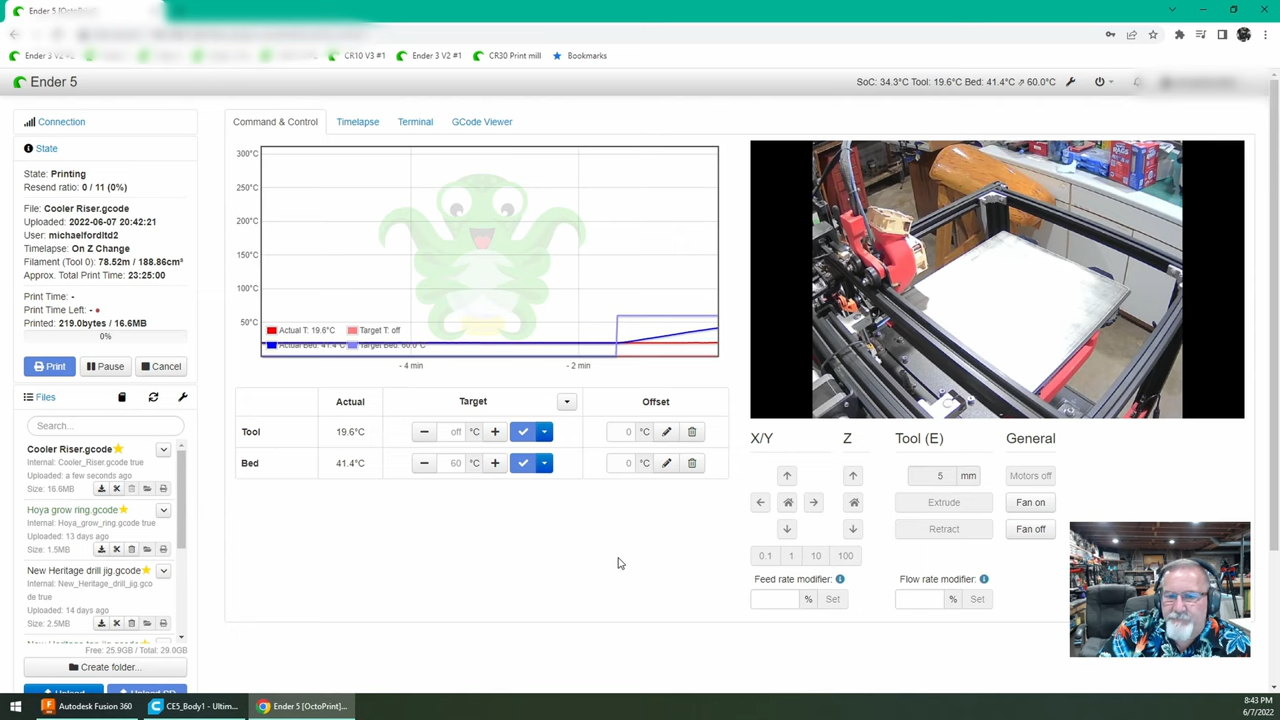 Ender 5 [OctoPrint]
Ender 3 V2 #
CR10 V3 #1
Ender 3 V2 #1
CR30 Print mill
Bookmarks
Ender 5
SoC: 34.3°C Tool: 19.6°C Bed: 41.4°C ⇗ 60.0°C
Connection
Command & Control
Timelapse
Terminal
GCode Viewer
State
State: Printing
Resend ratio: 0 / 11 (0%)
File: Cooler Riser.gcode
Uploaded: 2022-06-07 20:42:21
User: michaelfordltd2
Timelapse: On Z Change
Filament (Tool 0): 78.52m / 188.86cm³
Approx. Total Print Time: 23:25:00
Print Time: -
Print Time Left: - ●
Printed: 219.0bytes / 16.6MB
0%
Print
Pause
Cancel
300°C
250°C
200°C
150°C
100°C
50°C
Actual T: 19.6°C
Target T: off
Actual Bed: 41.4°C
Target Bed: 60.0°C
- 4 min
- 2 min
Files
Search...
Cooler Riser.gcode
Internal: Cooler_Riser.gcode true
Uploaded: a few seconds ago
Size: 16.6MB
Hoya grow ring.gcode
Internal: Hoya_grow_ring.gcode true
Uploaded: 13 days ago
Size: 1.5MB
New Heritage drill jig.gcode
Internal: New_Heritage_drill_jig.gco
de true
Uploaded: 14 days ago
Size: 2.5MB
New Heritage tap jig.gcode
Free: 25.9GB / Total: 29.0GB
Create folder...
Upload
Upload SD
Actual
Target
Offset
Tool
19.6°C
off °C
0 °C
Bed
41.4°C
60 °C
0 °C
X/Y
Z
Tool (E)
General
5 mm
Motors off
Extrude
Fan on
Retract
Fan off
0.1
1
10
100
Feed rate modifier:
Flow rate modifier:
% Set
% Set
Autodesk Fusion 360
CE5_Body1 - Ultim...
Ender 5 [OctoPrint]...
8:43 PM
6/7/2022